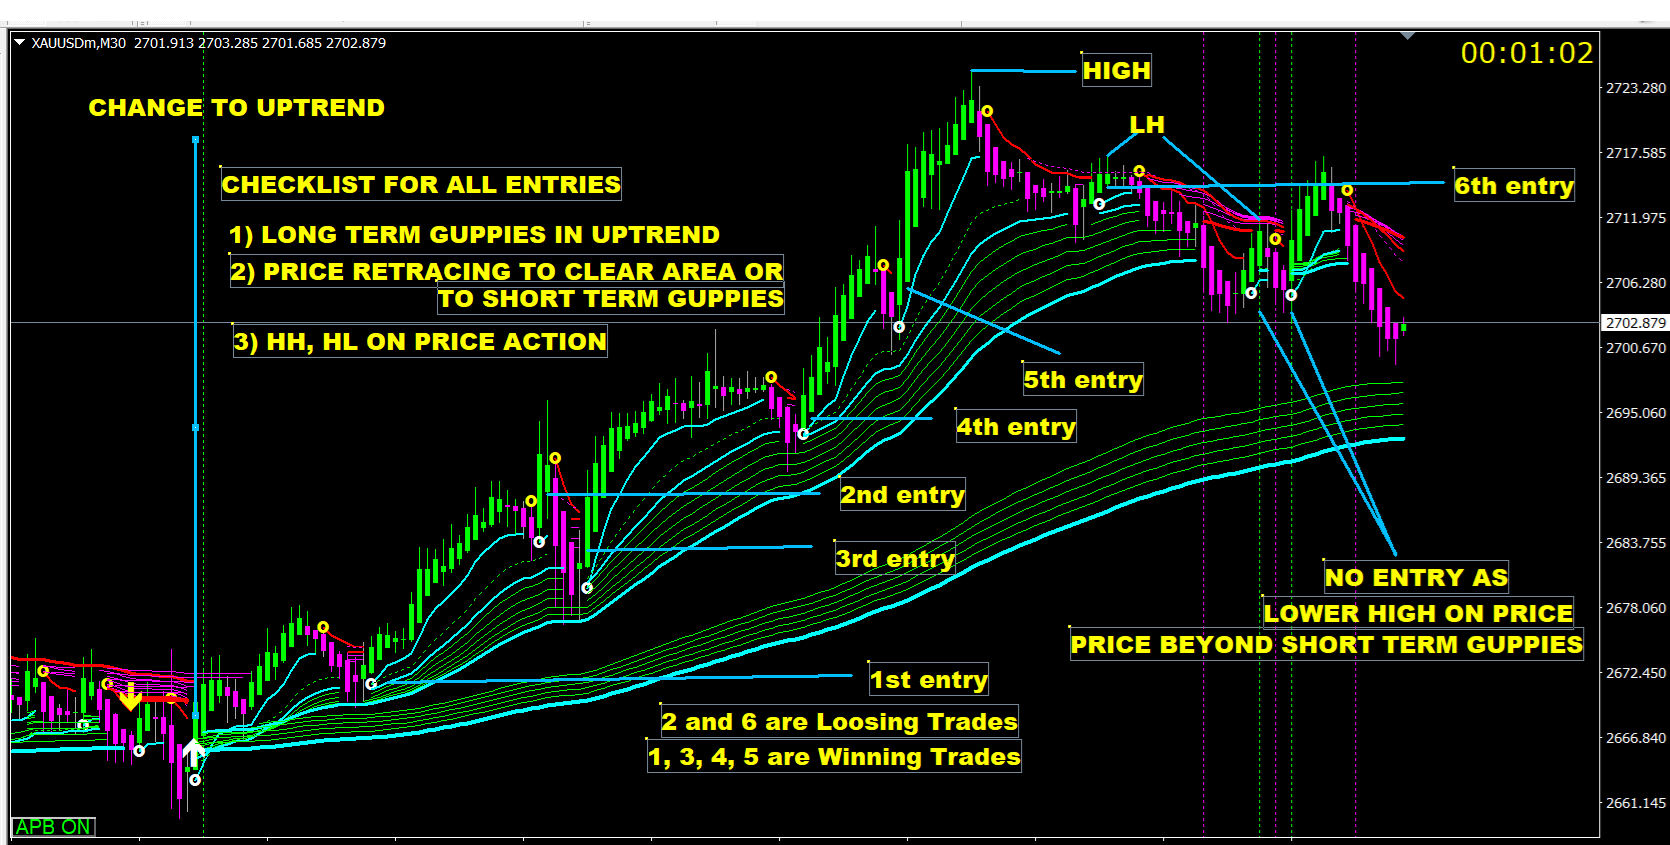 XAUUSDm,M30 2701.913 2703.285 2701.685 2702.879
00:01:02
HIGH
2723.280
CHANGE TO UPTREND
LH
2717.585
CHECKLIST FOR ALL ENTRIES
6th entry
2711.975
1) LONG TERM GUPPIES IN UPTREND
2) PRICE RETRACING TO CLEAR AREA OR
TO SHORT TERM GUPPIES
2706.280
3) HH, HL ON PRICE ACTION
2702.879
2700.670
5th entry
2695.060
4th entry
2689.365
2nd entry
2683.755
3rd entry
NO ENTRY AS
LOWER HIGH ON PRICE
2678.060
PRICE BEYOND SHORT TERM GUPPIES
2672.450
1st entry
2 and 6 are Loosing Trades
2666.840
1, 3, 4, 5 are Winning Trades
2661.145
APB ON